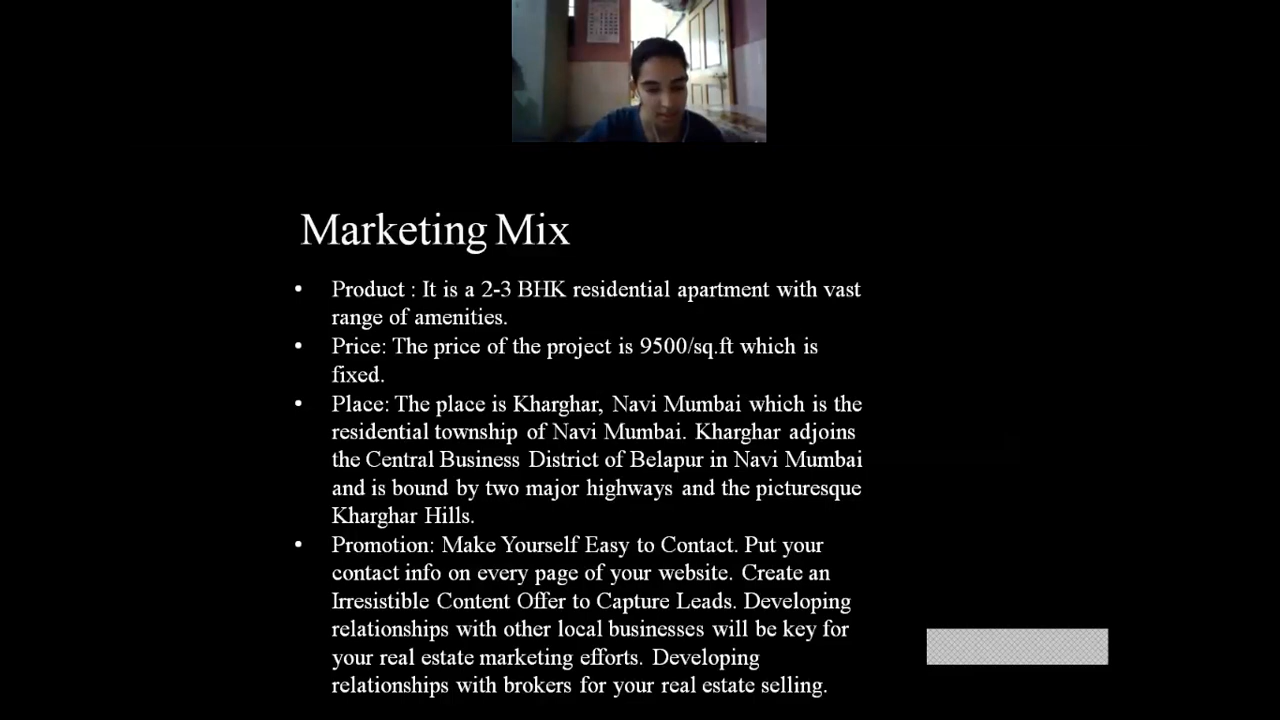 Marketing Mix
• Product : It is a 2-3 BHK residential apartment with vast
range of amenities.
• Price: The price of the project is 9500/sq.ft which is
fixed.
• Place: The place is Kharghar, Navi Mumbai which is the
residential township of Navi Mumbai. Kharghar adjoins
the Central Business District of Belapur in Navi Mumbai
and is bound by two major highways and the picturesque
Kharghar Hills.
• Promotion: Make Yourself Easy to Contact. Put your
contact info on every page of your website. Create an
Irresistible Content Offer to Capture Leads. Developing
relationships with other local businesses will be key for
your real estate marketing efforts. Developing
relationships with brokers for your real estate selling.